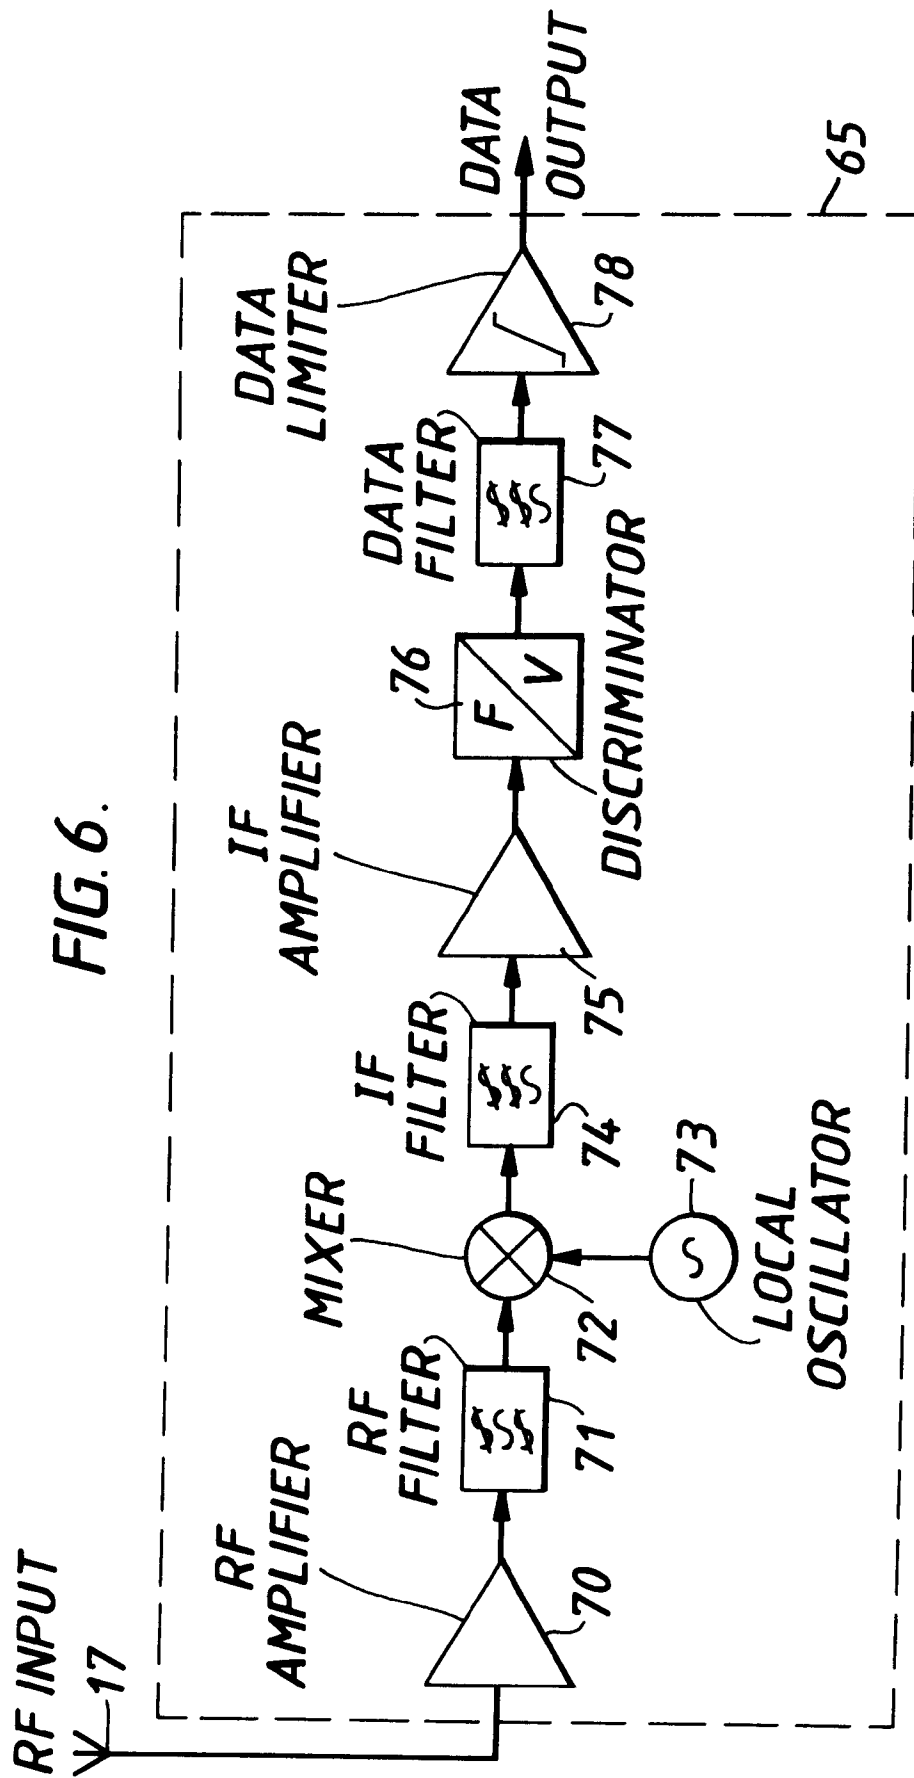 FIG. 6.
RF INPUT
17
RF
AMPLIFIER
70
RF
FILTER
71
MIXER
72
73
LOCAL
OSCILLATOR
S
IF
FILTER
74
IF
AMPLIFIER
75
76
F
V
DISCRIMINATOR
DATA
FILTER
77
DATA
LIMITER
78
DATA
OUTPUT
65